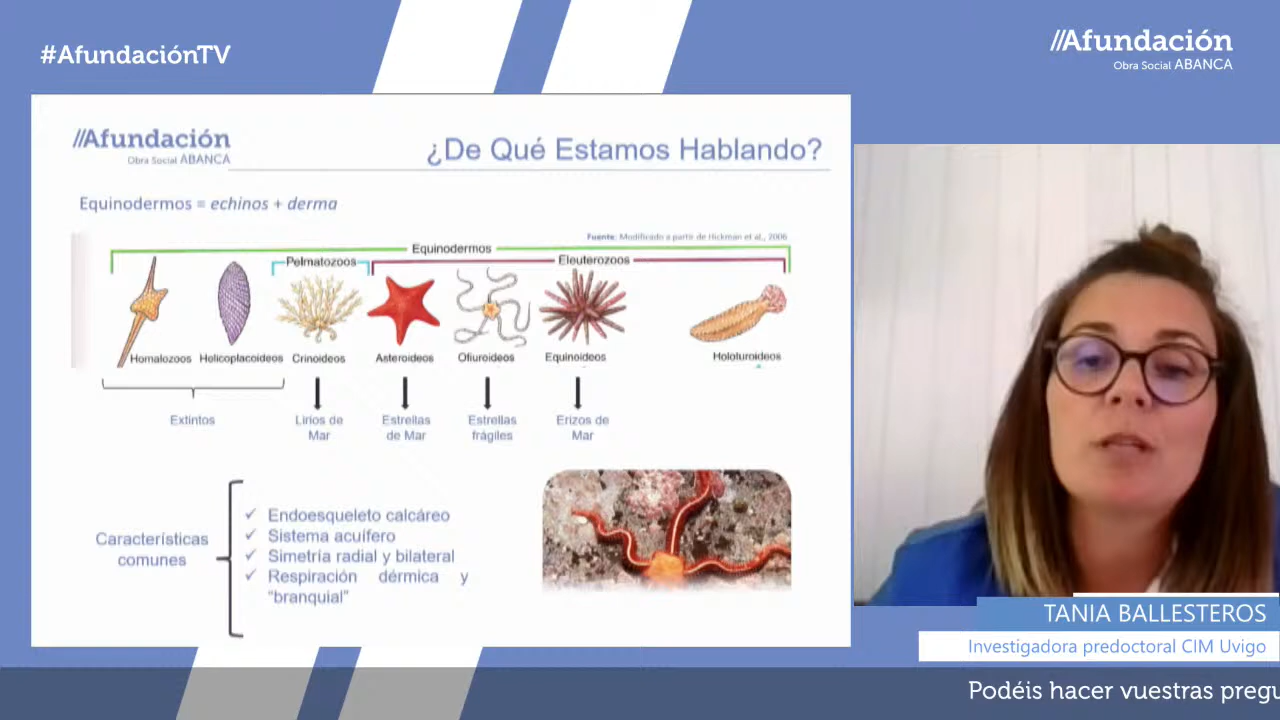 #AfundaciónTV
//Afundación
Obra Social ABANCA
//Afundación
Obra Social ABANCA
¿De Qué Estamos Hablando?
Equinodermos = echinos + derma
Fuente: Modificado a partir de Hickman et al., 2006
Equinodermos
Pelmatozoos
Eleuterozoos
Homalozoos
Helicoplacoideos
Crinoideos
Asteroideos
Ofiuroideos
Equinoideos
Holoturoideos
Extintos
Lirios de
Mar
Estrellas
de Mar
Estrellas
frágiles
Erizos de
Mar
Características
comunes
✓ Endoesqueleto calcáreo
✓ Sistema acuífero
✓ Simetría radial y bilateral
✓ Respiración dérmica y
"branquial"
TANIA BALLESTEROS
Investigadora predoctoral CIM Uvigo
Podéis hacer vuestras pregu